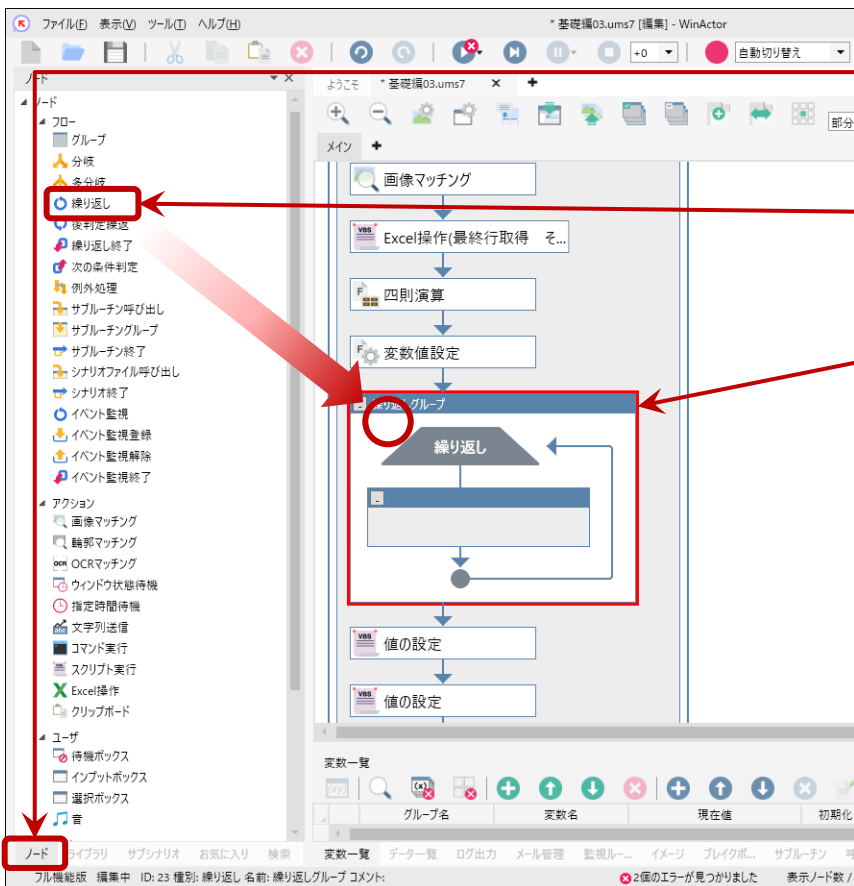 ファイル(F) 表示(V) ツール(T) ヘルプ(H)
* 基礎編03.ums7 [編集] - WinActor
+0
自動切り替え
ノード
ようこそ * 基礎編03.ums7
部分
メイン
ノード
フロー
グループ
分岐
多分岐
繰り返し
後判定繰返
繰り返し終了
次の条件判定
例外処理
サブルーチン呼び出し
サブルーチングループ
サブルーチン終了
シナリオファイル呼び出し
シナリオ終了
イベント監視
イベント監視登録
イベント監視解除
イベント監視終了
アクション
画像マッチング
輪郭マッチング
OCR OCRマッチング
ウィンドウ状態待機
指定時間待機
abc 文字列送信
コマンド実行
スクリプト実行
Excel操作
クリップボード
ユーザ
待機ボックス
インプットボックス
選択ボックス
音
画像マッチング
VBS Excel操作(最終行取得 そ...
F 四則演算
F 変数値設定
繰り返しグループ
繰り返し
VBS 値の設定
VBS 値の設定
変数一覧
グループ名 変数名 現在値 初期化
ノード ライブラリ サブシナリオ お気に入り 検索
変数一覧 データ一覧 ログ出力 メール管理 監視ルー... イメージ ブレイクポ... サブルーチン
フル機能版 編集中 ID: 23 種別: 繰り返し 名前: 繰り返しグループ コメント:
2個のエラーが見つかりました 表示ノード数 /